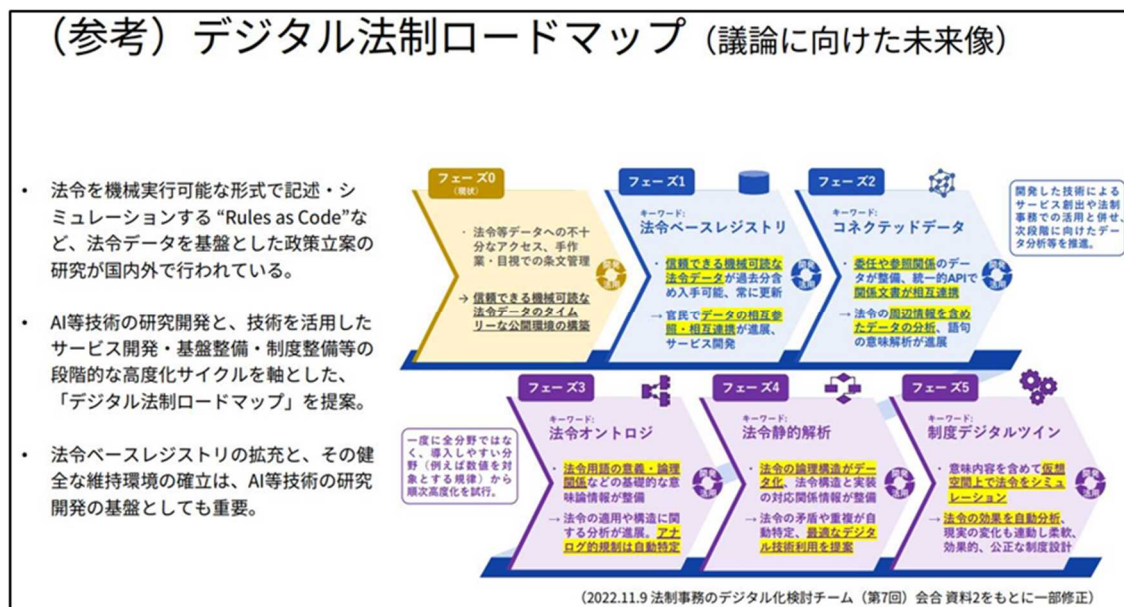 （参考）デジタル法制ロードマップ（議論に向けた未来像）
• 法令を機械実行可能な形式で記述・シ
ミュレーションする “Rules as Code”な
ど、法令データを基盤とした政策立案の
研究が国内外で行われている。
• AI等技術の研究開発と、技術を活用した
サービス開発・基盤整備・制度整備等の
段階的な高度化サイクルを軸とした、
「デジタル法制ロードマップ」を提案。
• 法令ベースレジストリの拡充と、その健
全な維持環境の確立は、AI等技術の研究
開発の基盤としても重要。
フェーズ0
（現状）
・法令等データへの不十
分なアクセス、手作
業・目視での条文管理
→ 信頼できる機械可読な
法令データのタイム
リーな公開環境の構築
開発
活用
フェーズ1
キーワード:
法令ベースレジストリ
・信頼できる機械可読な
法令データが過去分含
め入手可能、常に更新
→ 官民でデータの相互参
照・相互連携が進展、
サービス開発
開発
活用
フェーズ2
キーワード:
コネクテッドデータ
・委任や参照関係のデー
タが整備、統一的APIで
関係文書が相互連携
→ 法令の周辺情報を含め
たデータの分析、語句
の意味解析が進展
開発
活用
開発した技術による
サービス創出や法制
事務での活用と併せ、
次段階に向けたデー
タ分析等を推進。
一度に全分野ではな
く、導入しやすい分
野（例えば数値を対
象とする規律）から
順次高度化を試行。
フェーズ3
キーワード:
法令オントロジ
・法令用語の意義・論理
関係などの基礎的な意
味論情報が整備
→ 法令の適用や構造に関
する分析が進展。アナ
ログ的規制は自動特定
開発
活用
フェーズ4
キーワード:
法令静的解析
・法令の論理構造がデー
タ化、法令構造と実装
の対応関係情報が整備
→ 法令の矛盾や重複が自
動特定、最適なデジタ
ル技術利用を提案
開発
活用
フェーズ5
キーワード:
制度デジタルツイン
・意味内容を含めて仮想
空間上で法令をシミュ
レーション
→ 法令の効果を自動分析、
現実の変化も連動し柔軟、
効果的、公正な制度設計
開発
活用
（2022.11.9 法制事務のデジタル化検討チーム（第7回）会合 資料2をもとに一部修正）